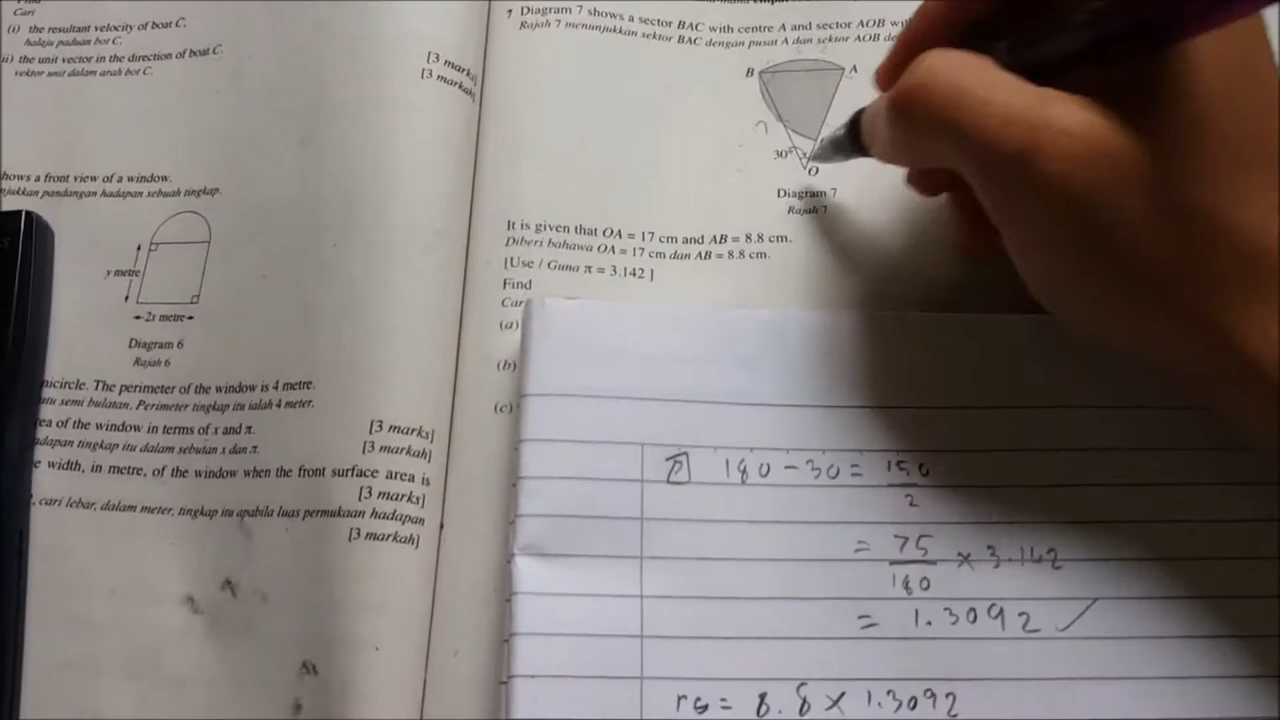 Cari
(i) the resultant velocity of boat C.
halaju paduan bot C.
[3 marks]
ii) the unit vector in the direction of boat C.
vektor unit dalam arah bot C.
[3 markah]
hows a front view of a window.
njukkan pandangan hadapan sebuah tingkap.
y metre
2x metre
Diagram 6
Rajah 6
nicircle. The perimeter of the window is 4 metre.
atu semi bulatan. Perimeter tingkap itu ialah 4 meter.
rea of the window in terms of x and π.
[3 marks]
adapan tingkap itu dalam sebutan x dan π.
[3 markah]
e width, in metre, of the window when the front surface area is
[3 marks]
, cari lebar, dalam meter, tingkap itu apabila luas permukaan hadapan
[3 markah]
7 Diagram 7 shows a sector BAC with centre A and sector AOB
Rajah 7 menunjukkan sektor BAC dengan pusat A dan sektor AOB
B A
30°
O
Diagram 7
Rajah 7
It is given that OA = 17 cm and AB = 8.8 cm.
Diberi bahawa OA = 17 cm dan AB = 8.8 cm.
[Use / Guna π = 3.142 ]
Find
Car
(a)
(b)
(c)
7 180 - 30 = 150
2
= 75 × 3.142
180
= 1.3092 ✓
rs = 8.8 × 1.3092